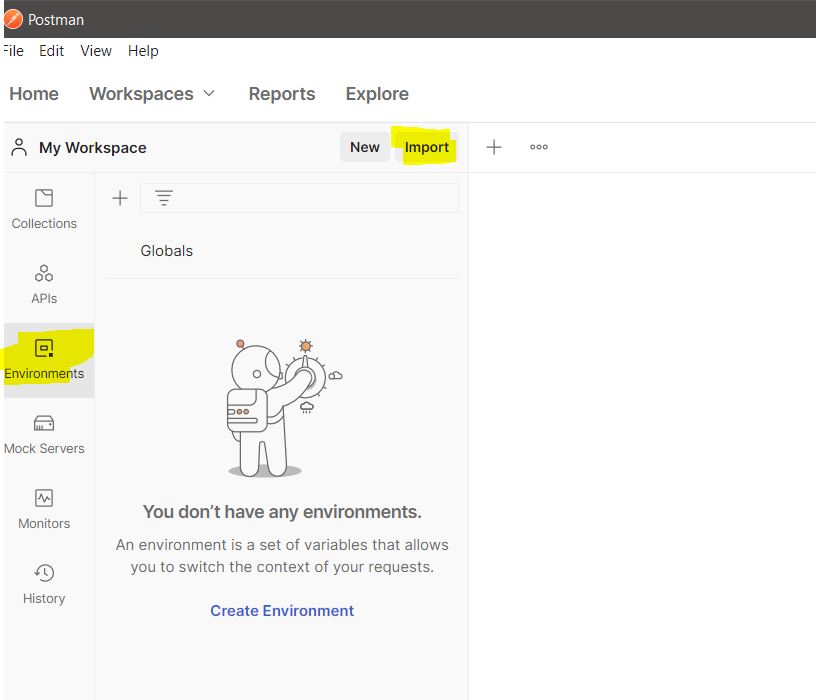 Postman
File Edit View Help
Home Workspaces Reports Explore
My Workspace New Import
Collections
Globals
APIs
Environments
Mock Servers
Monitors
History
You don't have any environments.
An environment is a set of variables that allows
you to switch the context of your requests.
Create Environment